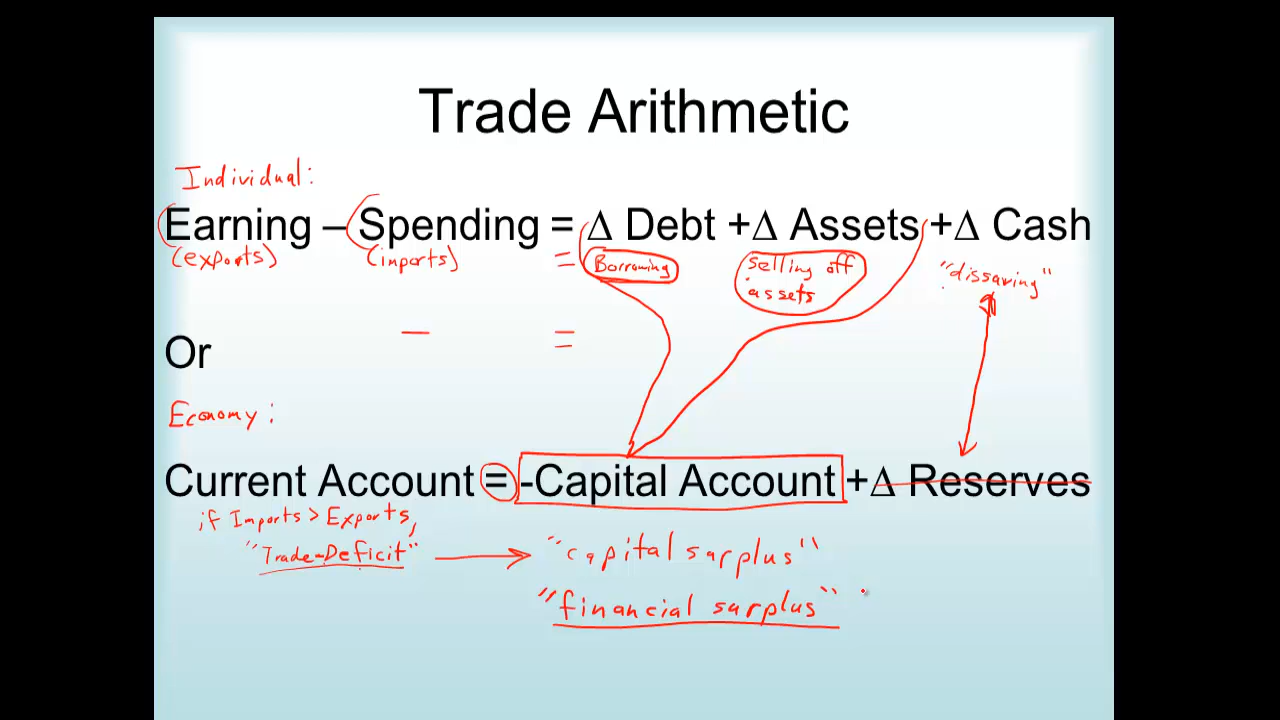 Trade Arithmetic
Individual:
Earning – Spending = Δ Debt +Δ Assets +Δ Cash
(exports) (imports) = Borrowing selling off assets "dissaving"
– =
Or
Economy:
Current Account = -Capital Account +Δ Reserves
if Imports > Exports,
"Trade-Deficit" → "capital surplus"
"financial surplus"